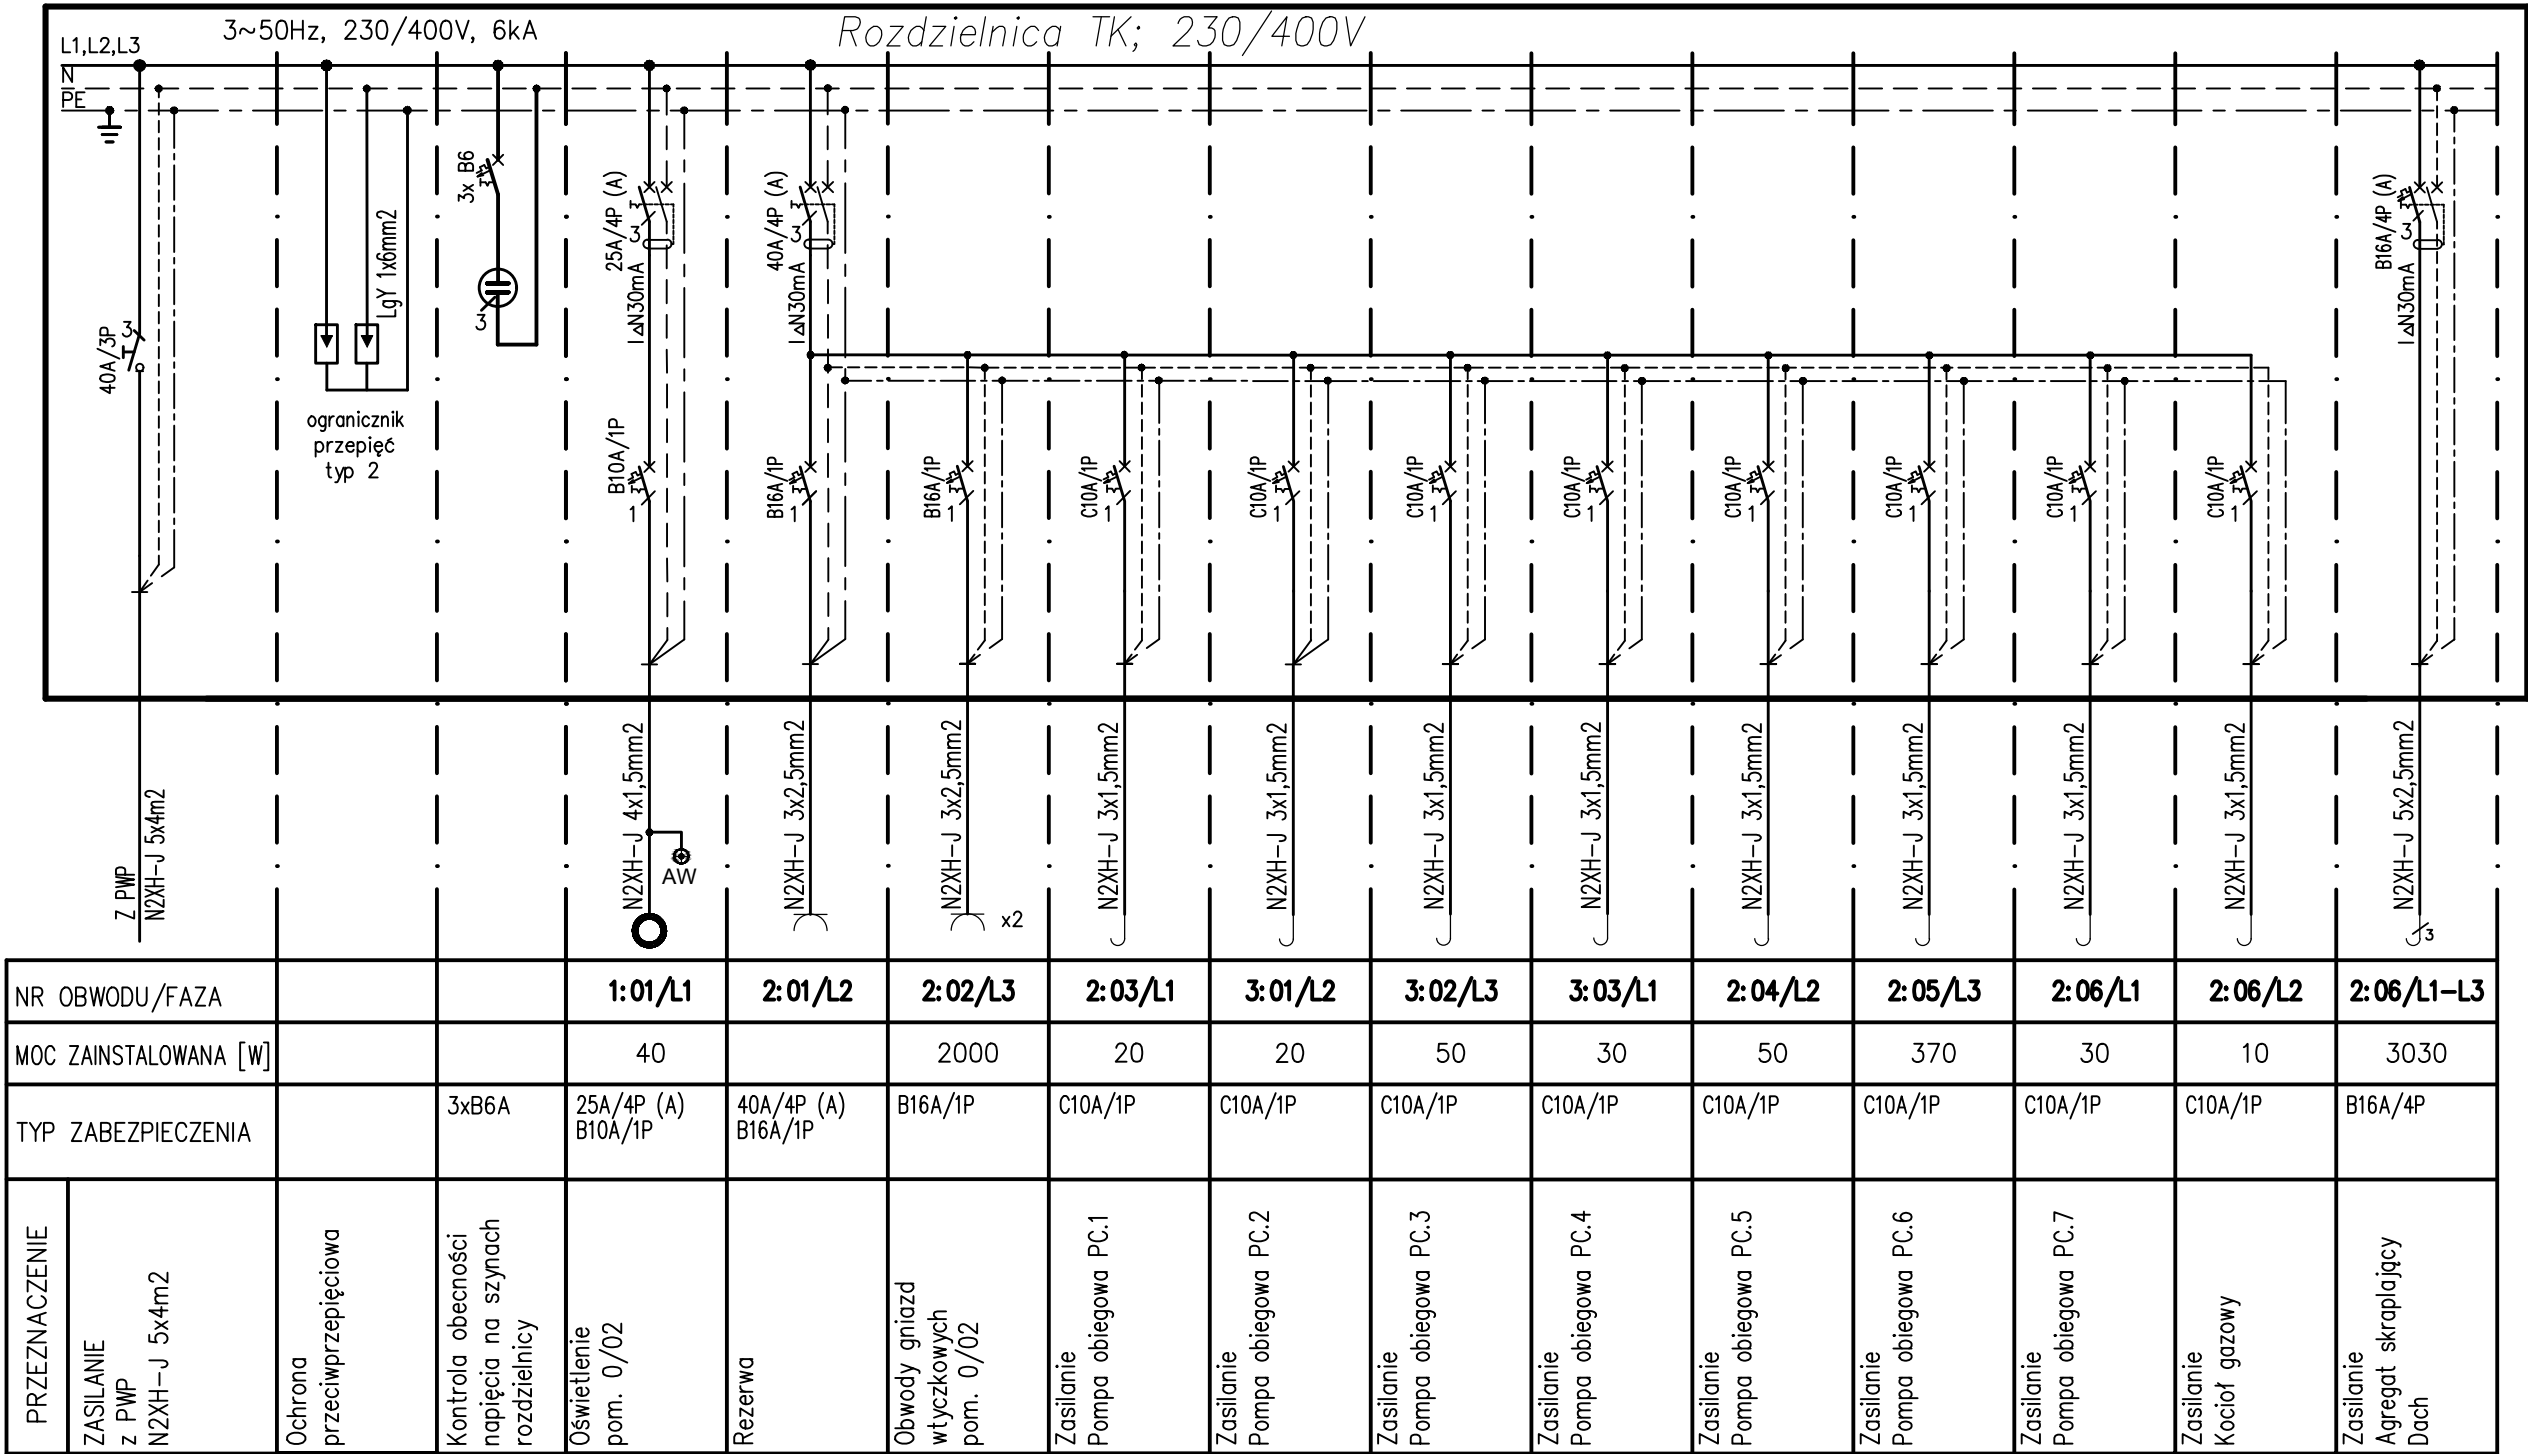 3~50Hz, 230/400V, 6kA
Rozdzielnica TK; 230/400V
L1,L2,L3
N
PE
40A/3P
3
ogranicznik
przepięć
typ 2
LgY 1x6mm2
3x B6
3
25A/4P (A)
3
I∆N30mA
B10A/1P
1
40A/4P (A)
3
I∆N30mA
B16A/1P
1
B16A/1P
1
C10A/1P
1
C10A/1P
1
C10A/1P
1
C10A/1P
1
C10A/1P
1
C10A/1P
1
C10A/1P
1
C10A/1P
1
B16A/4P (A)
3
I∆N30mA
Z PWP
N2XH-J 5x4m2
N2XH-J 4x1,5mm2
AW
N2XH-J 3x2,5mm2
N2XH-J 3x2,5mm2
x2
N2XH-J 3x1,5mm2
N2XH-J 3x1,5mm2
N2XH-J 3x1,5mm2
N2XH-J 3x1,5mm2
N2XH-J 3x1,5mm2
N2XH-J 3x1,5mm2
N2XH-J 3x1,5mm2
N2XH-J 3x1,5mm2
N2XH-J 5x2,5mm2
3
NR OBWODU/FAZA 1:01/L1 2:01/L2 2:02/L3 2:03/L1 3:01/L2 3:02/L3 3:03/L1 2:04/L2 2:05/L3 2:06/L1 2:06/L2 2:06/L1-L3
MOC ZAINSTALOWANA [W] 40 2000 20 20 50 30 50 370 30 10 3030
TYP ZABEZPIECZENIA
3xB6A
25A/4P (A)
B10A/1P
40A/4P (A)
B16A/1P
B16A/1P
C10A/1P
C10A/1P
C10A/1P
C10A/1P
C10A/1P
C10A/1P
C10A/1P
C10A/1P
B16A/4P
PRZEZNACZENIE
ZASILANIE
z PWP
N2XH-J 5x4m2
Ochrona
przeciwprzepięciowa
Kontrola obecności
napięcia na szynach
rozdzielnicy
Oświetlenie
pom. 0/02
Rezerwa
Obwody gniazd
wtyczkowych
pom. 0/02
Zasilanie
Pompa obiegowa PC.1
Zasilanie
Pompa obiegowa PC.2
Zasilanie
Pompa obiegowa PC.3
Zasilanie
Pompa obiegowa PC.4
Zasilanie
Pompa obiegowa PC.5
Zasilanie
Pompa obiegowa PC.6
Zasilanie
Pompa obiegowa PC.7
Zasilanie
Kocioł gazowy
Zasilanie
Agregat skraplający
Dach